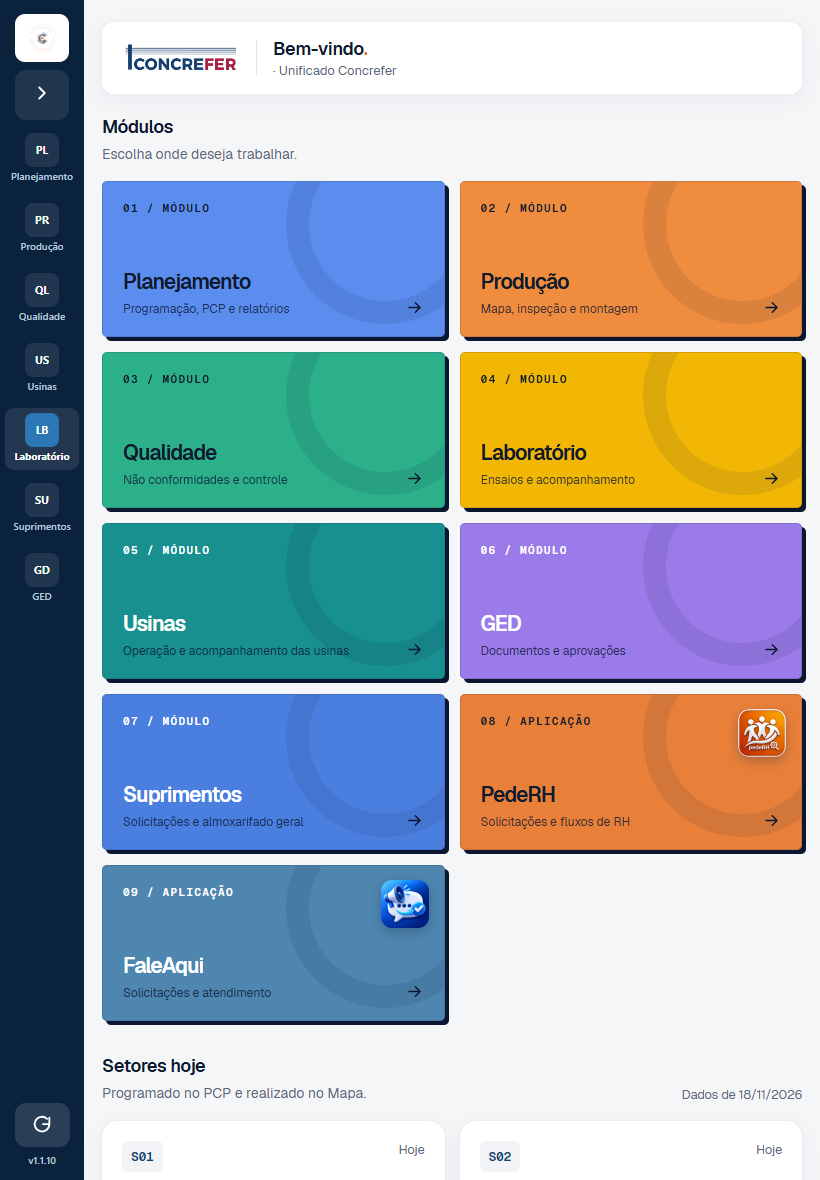 CONCREFER
Bem-vindo.
· Unificado Concrefer
PL
Planejamento
PR
Produção
QL
Qualidade
US
Usinas
LB
Laboratório
SU
Suprimentos
GD
GED
v1.1.10
Módulos
Escolha onde deseja trabalhar.
01 / MÓDULO
Planejamento
Programação, PCP e relatórios
02 / MÓDULO
Produção
Mapa, inspeção e montagem
03 / MÓDULO
Qualidade
Não conformidades e controle
04 / MÓDULO
Laboratório
Ensaios e acompanhamento
05 / MÓDULO
Usinas
Operação e acompanhamento das usinas
06 / MÓDULO
GED
Documentos e aprovações
07 / MÓDULO
Suprimentos
Solicitações e almoxarifado geral
08 / APLICAÇÃO
pedeRH
PedeRH
Solicitações e fluxos de RH
09 / APLICAÇÃO
FaleAqui
Solicitações e atendimento
Setores hoje
Programado no PCP e realizado no Mapa.
Dados de 18/11/2026
S01
Hoje
S02
Hoje